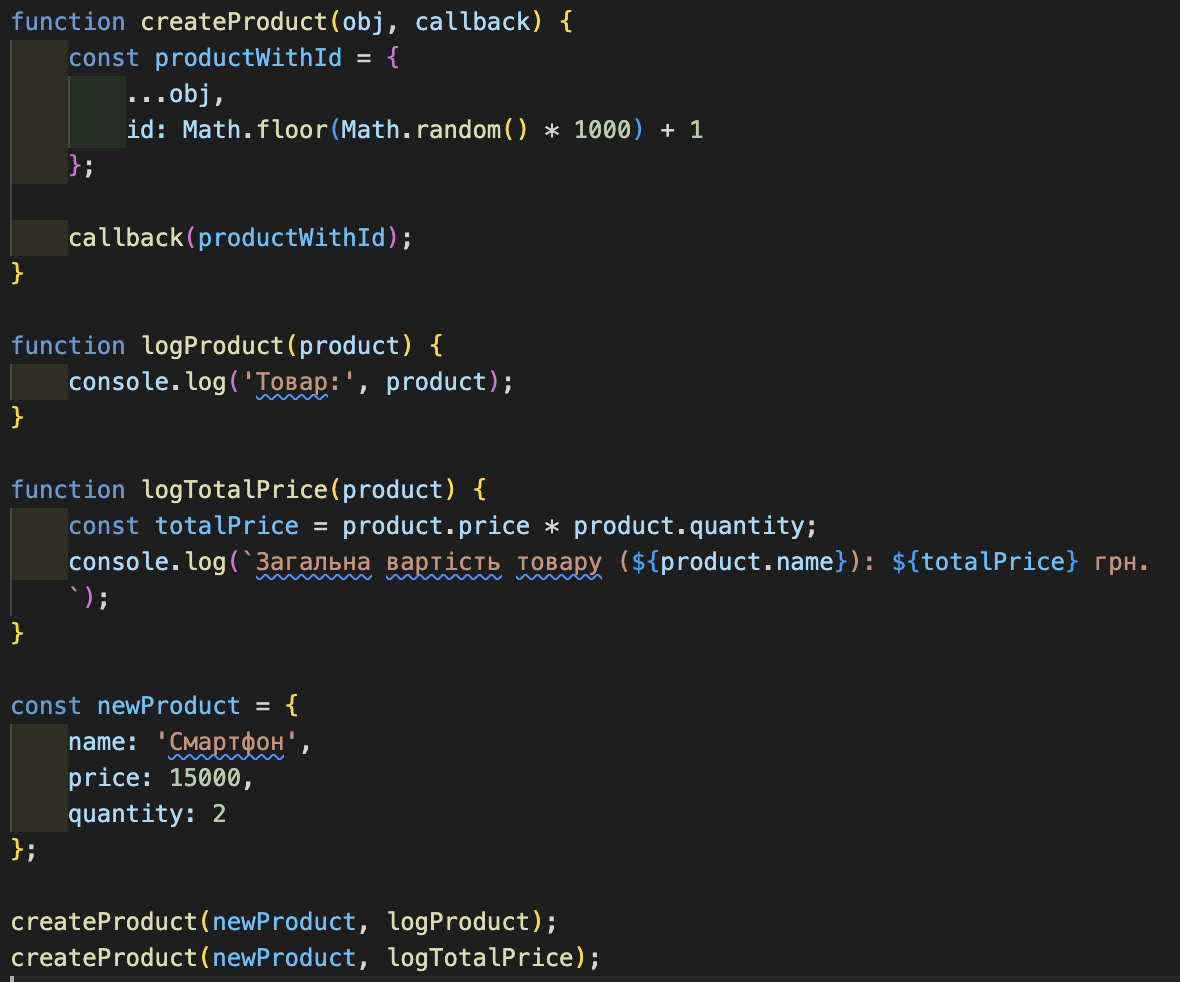 function createProduct(obj, callback) {
    const productWithId = {
        ...obj,
        id: Math.floor(Math.random() * 1000) + 1
    };

    callback(productWithId);
}

function logProduct(product) {
    console.log('Товар:', product);
}

function logTotalPrice(product) {
    const totalPrice = product.price * product.quantity;
    console.log(`Загальна вартість товару (${product.name}): ${totalPrice} грн.
    `);
}

const newProduct = {
    name: 'Смартфон',
    price: 15000,
    quantity: 2
};

createProduct(newProduct, logProduct);
createProduct(newProduct, logTotalPrice);